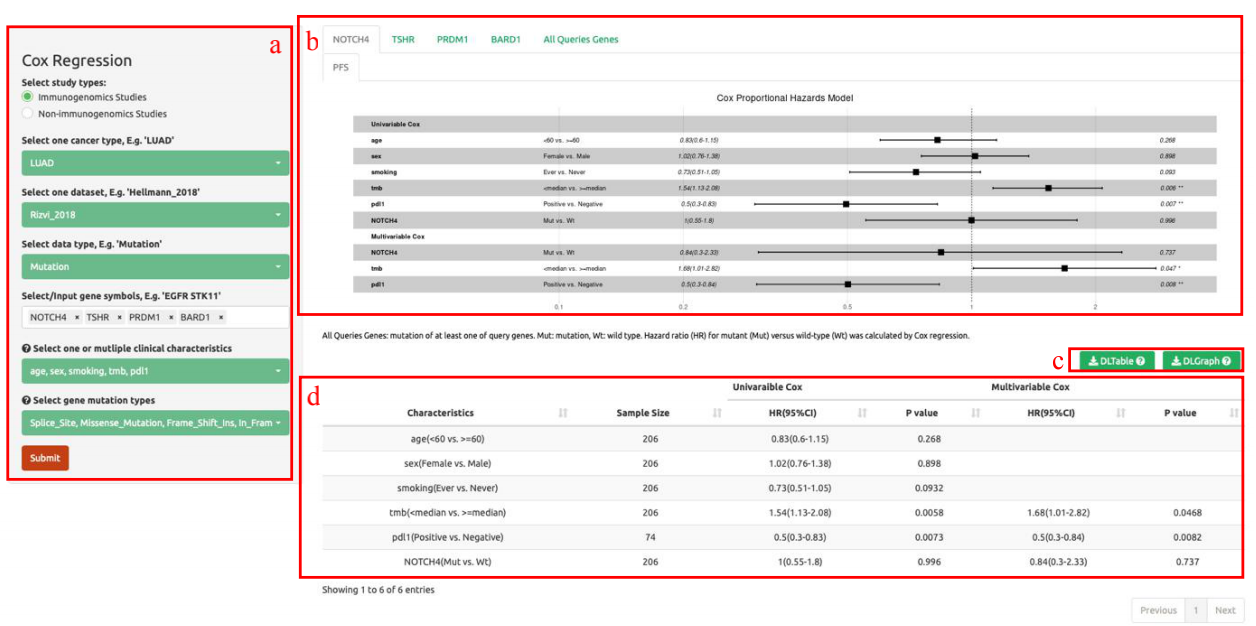 a
Cox Regression
Select study types:
Immunogenomics Studies
Non-immunogenomics Studies
Select one cancer type, E.g. 'LUAD'
LUAD
Select one dataset, E.g. 'Hellmann_2018'
Rizvi_2018
Select data type, E.g. 'Mutation'
Mutation
Select/Input gene symbols, E.g. 'EGFR STK11'
NOTCH4 × TSHR × PRDM1 × BARD1 ×
Select one or mutliple clinical characteristics
age, sex, smoking, tmb, pdl1
Select gene mutation types
Splice_Site, Missense_Mutation, Frame_Shift_Ins, In_Fram
Submit
b
NOTCH4 TSHR PRDM1 BARD1 All Queries Genes
PFS
Cox Proportional Hazards Model
Univariable Cox
age <60 vs. >=60 0.83(0.6-1.15) 0.268
sex Female vs. Male 1.02(0.76-1.38) 0.898
smoking Ever vs. Never 0.73(0.51-1.05) 0.093
tmb <median vs. >=median 1.54(1.13-2.08) 0.006 **
pdl1 Positive vs. Negative 0.5(0.3-0.83) 0.007 **
NOTCH4 Mut vs. Wt 1(0.55-1.8) 0.996
Multivariable Cox
NOTCH4 Mut vs. Wt 0.84(0.3-2.33) 0.737
tmb <median vs. >=median 1.68(1.01-2.82) 0.047 *
pdl1 Positive vs. Negative 0.5(0.3-0.84) 0.008 **
0.1 0.2 0.5 1 2
All Queries Genes: mutation of at least one of query genes. Mut: mutation, Wt: wild type. Hazard ratio (HR) for mutant (Mut) versus wild-type (Wt) was calculated by Cox regression.
c
DLTable DLGraph
d
Univaraible Cox Multivariable Cox
Characteristics Sample Size HR(95%CI) P value HR(95%CI) P value
age(<60 vs. >=60) 206 0.83(0.6-1.15) 0.268
sex(Female vs. Male) 206 1.02(0.76-1.38) 0.898
smoking(Ever vs. Never) 206 0.73(0.51-1.05) 0.0932
tmb(<median vs. >=median) 206 1.54(1.13-2.08) 0.0058 1.68(1.01-2.82) 0.0468
pdl1(Positive vs. Negative) 74 0.5(0.3-0.83) 0.0073 0.5(0.3-0.84) 0.0082
NOTCH4(Mut vs. Wt) 206 1(0.55-1.8) 0.996 0.84(0.3-2.33) 0.737
Showing 1 to 6 of 6 entries
Previous 1 Next